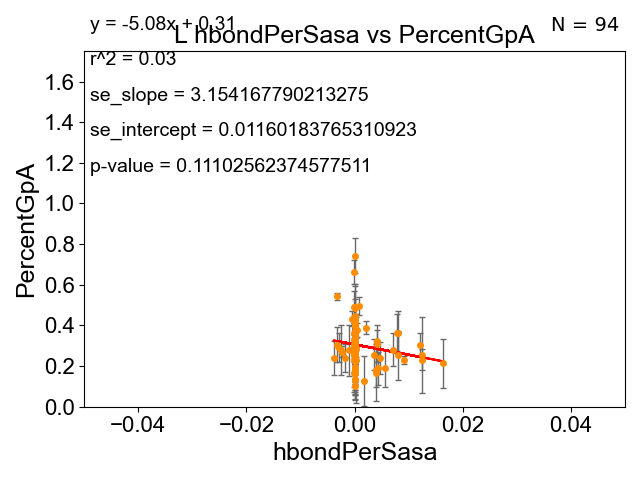 y = -5.08x + 0.31
N = 94
L hbondPerSasa vs PercentGpA
r^2 = 0.03
se_slope = 3.154167790213275
se_intercept = 0.01160183765310923
p-value = 0.11102562374577511
1.6
1.4
1.2
1.0
0.8
0.6
0.4
0.2
0.0
PercentGpA
−0.04
−0.02
0.00
0.02
0.04
hbondPerSasa